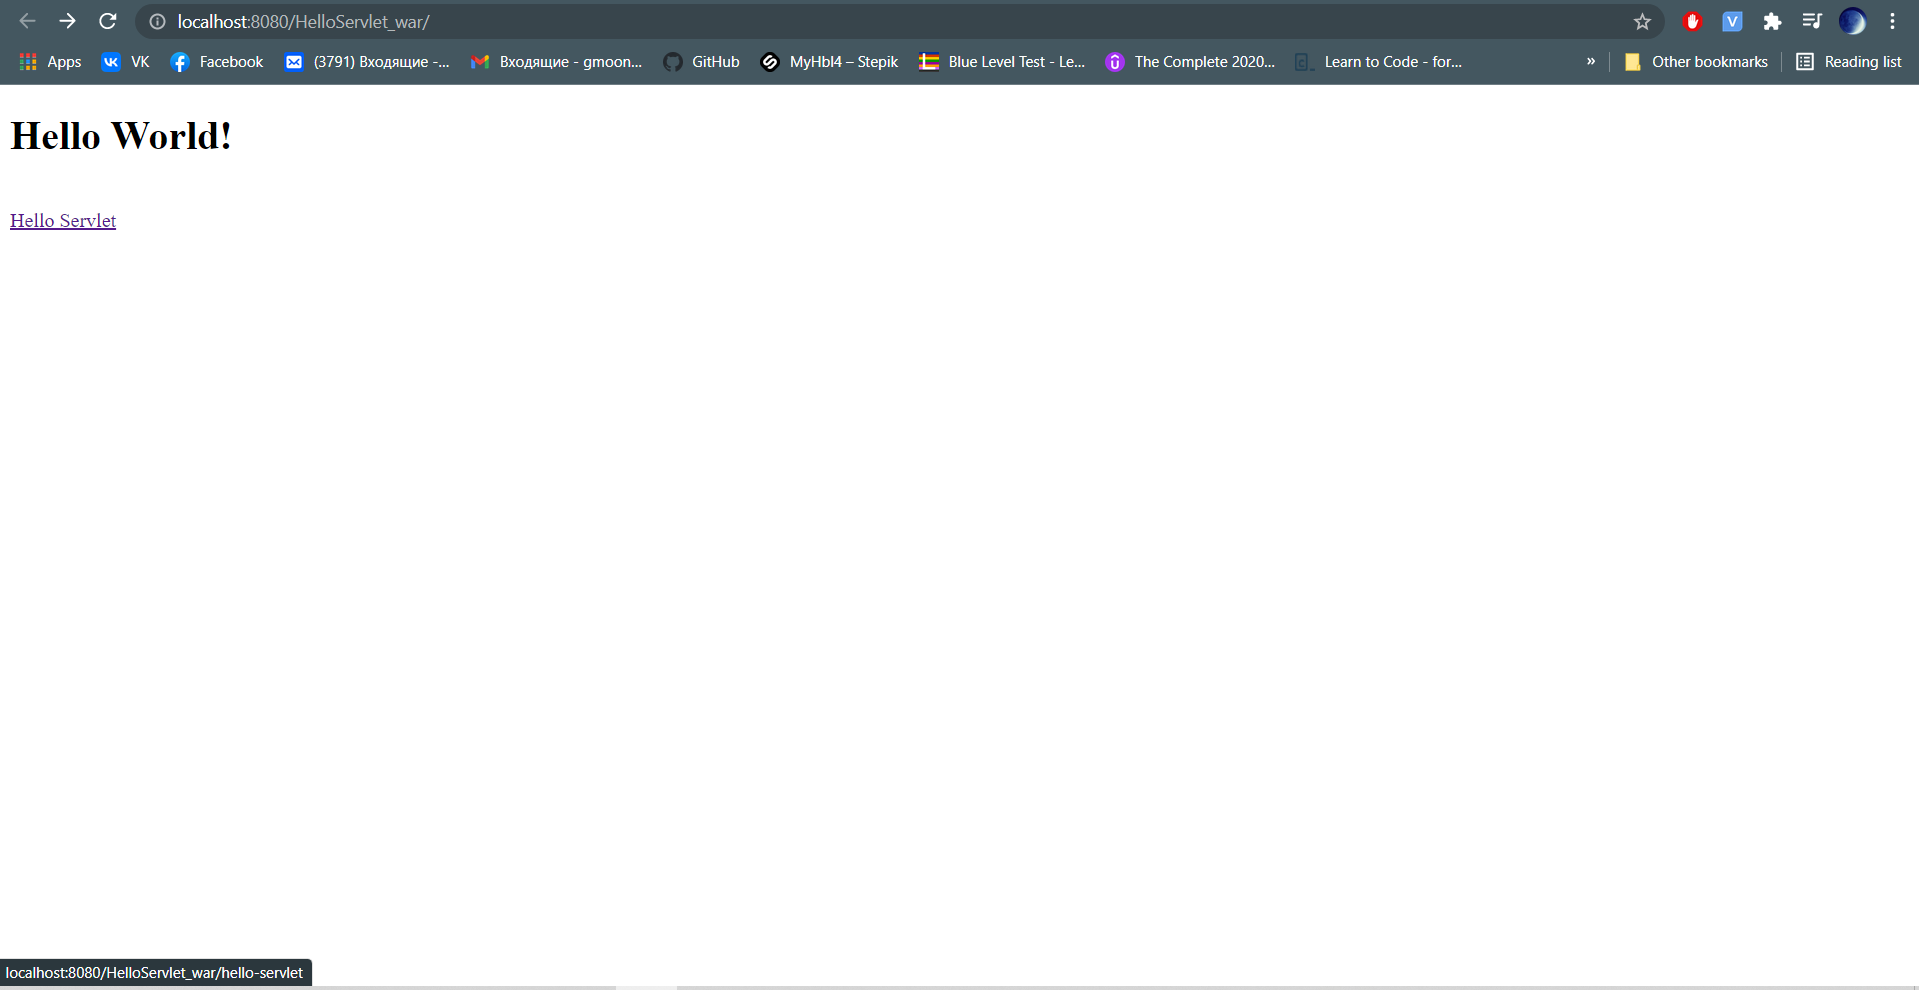 localhost:8080/HelloServlet_war/
V
Apps VK Facebook (3791) Входящие -... Входящие - gmoon... GitHub MyHbl4 – Stepik Blue Level Test - Le... The Complete 2020... Learn to Code - for... » Other bookmarks Reading list
Hello World!
Hello Servlet
localhost:8080/HelloServlet_war/hello-servlet